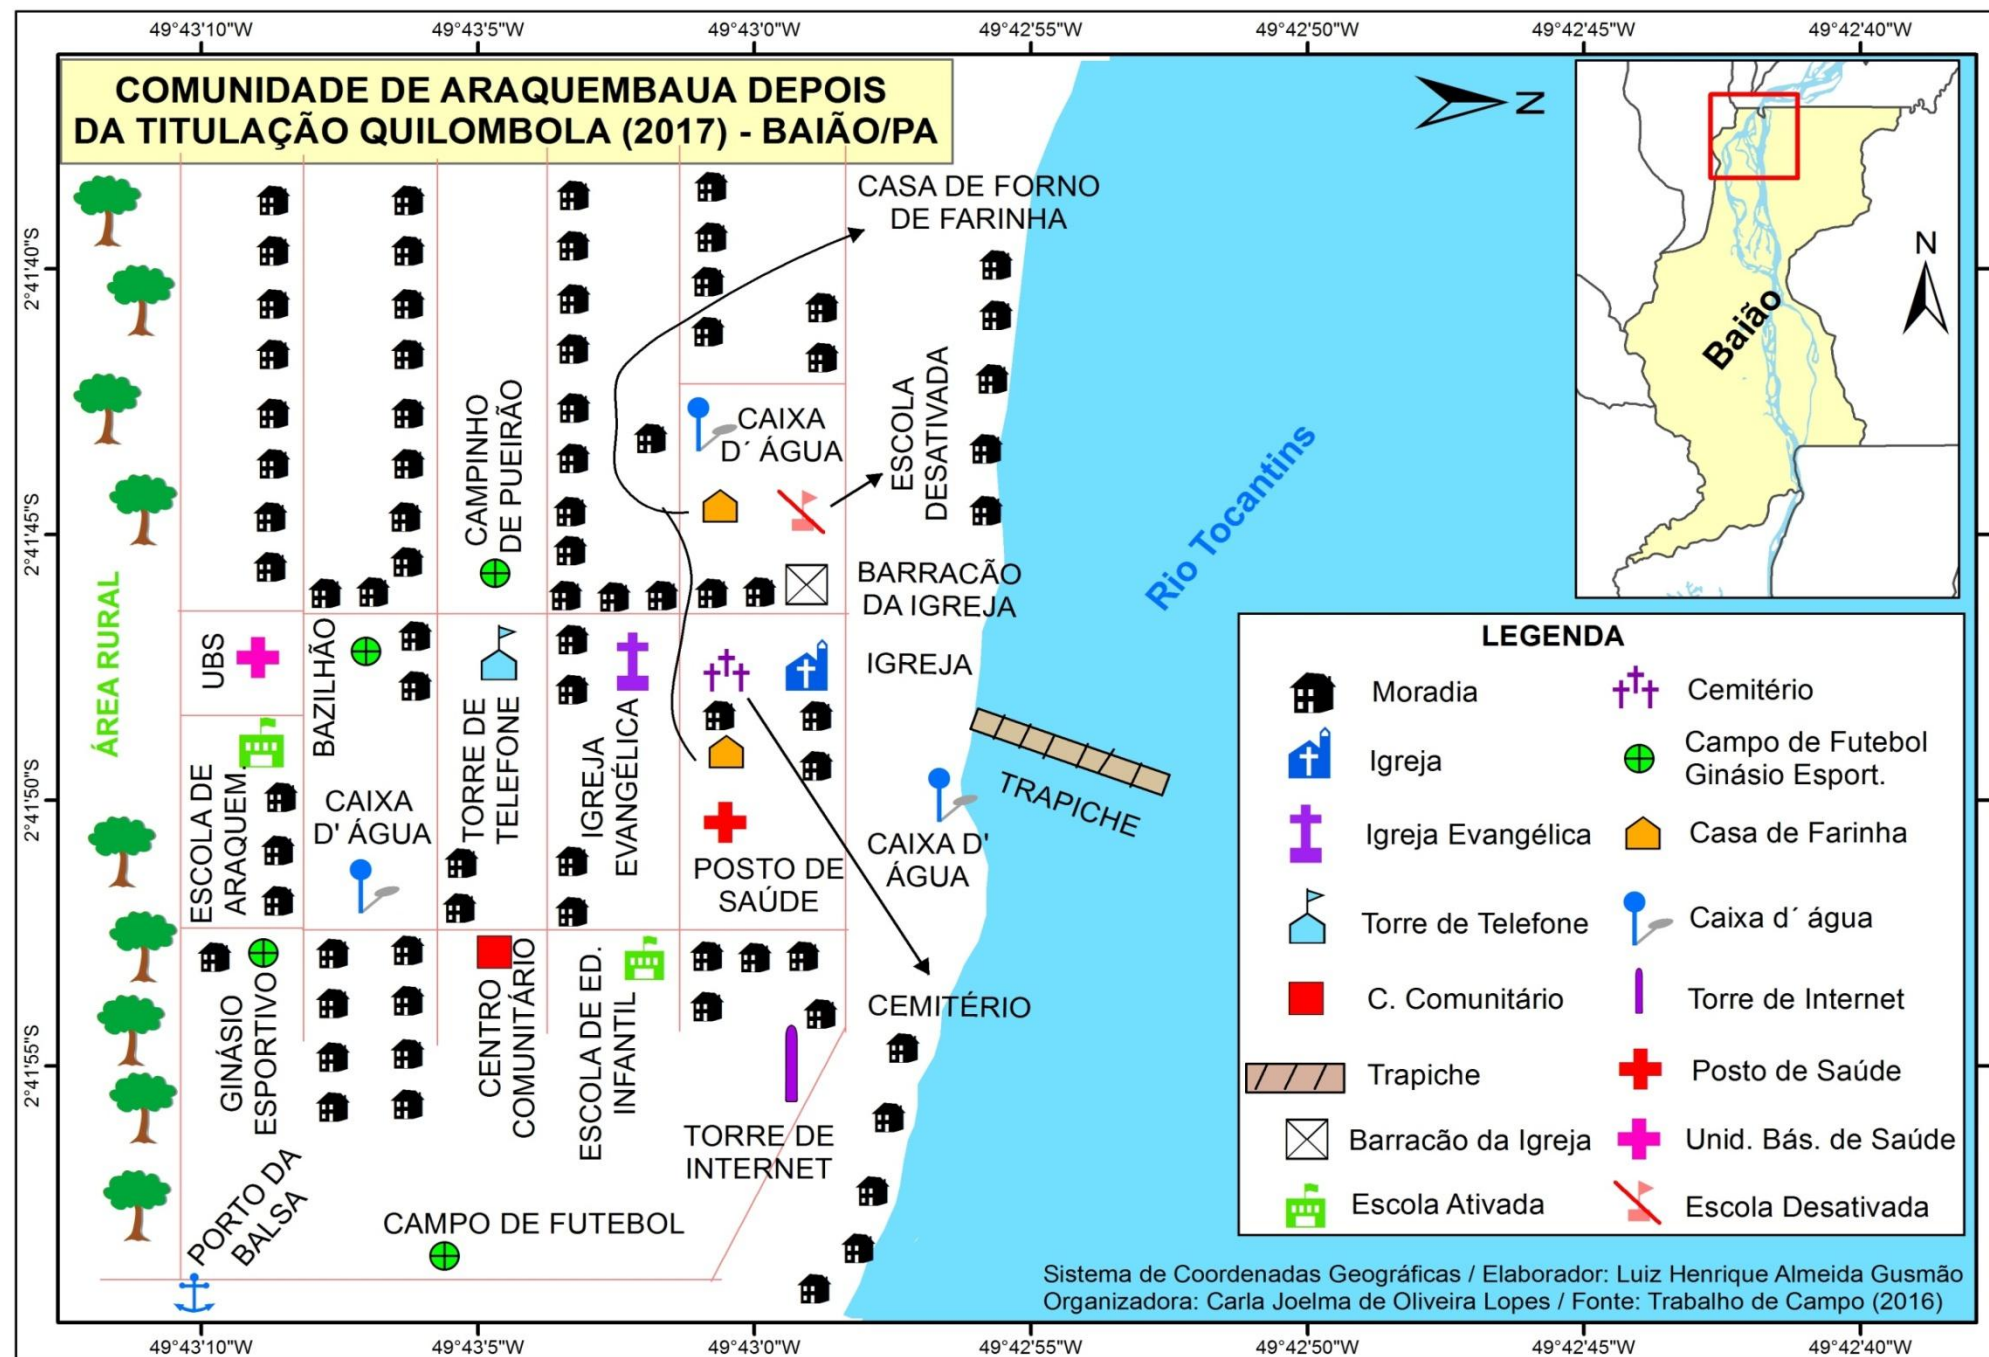 49°43'10"W
49°43'5"W
49°43'0"W
49°42'55"W
49°42'50"W
49°42'45"W
49°42'40"W
COMUNIDADE DE ARAQUEMBAUA DEPOIS
DA TITULAÇÃO QUILOMBOLA (2017) - BAIÃO/PA
N
N
Baião
2°41'40"S
2°41'45"S
2°41'50"S
2°41'55"S
CASA DE FORNO
DE FARINHA
CAMPINHO
DE PUEIRÃO
CAIXA
D´ ÁGUA
ESCOLA
DESATIVADA
Rio Tocantins
ÁREA RURAL
BARRACÃO
DA IGREJA
UBS
BAZILHÃO
IGREJA
ESCOLA DE
ARAQUEM.
CAIXA
D' ÁGUA
TORRE DE
TELEFONE
IGREJA
EVANGÉLICA
POSTO DE
SAÚDE
CAIXA D'
ÁGUA
TRAPICHE
CEMITÉRIO
GINÁSIO
ESPORTIVO
CENTRO
COMUNITÁRIO
ESCOLA DE ED.
INFANTIL
TORRE DE
INTERNET
PORTO DA
BALSA
CAMPO DE FUTEBOL
LEGENDA
Moradia
Igreja
Igreja Evangélica
Torre de Telefone
C. Comunitário
Trapiche
Barracão da Igreja
Escola Ativada
Cemitério
Campo de Futebol
Ginásio Esport.
Casa de Farinha
Caixa d´ água
Torre de Internet
Posto de Saúde
Unid. Bás. de Saúde
Escola Desativada
Sistema de Coordenadas Geográficas / Elaborador: Luiz Henrique Almeida Gusmão
Organizadora: Carla Joelma de Oliveira Lopes / Fonte: Trabalho de Campo (2016)
49°43'10"W
49°43'5"W
49°43'0"W
49°42'55"W
49°42'50"W
49°42'45"W
49°42'40"W